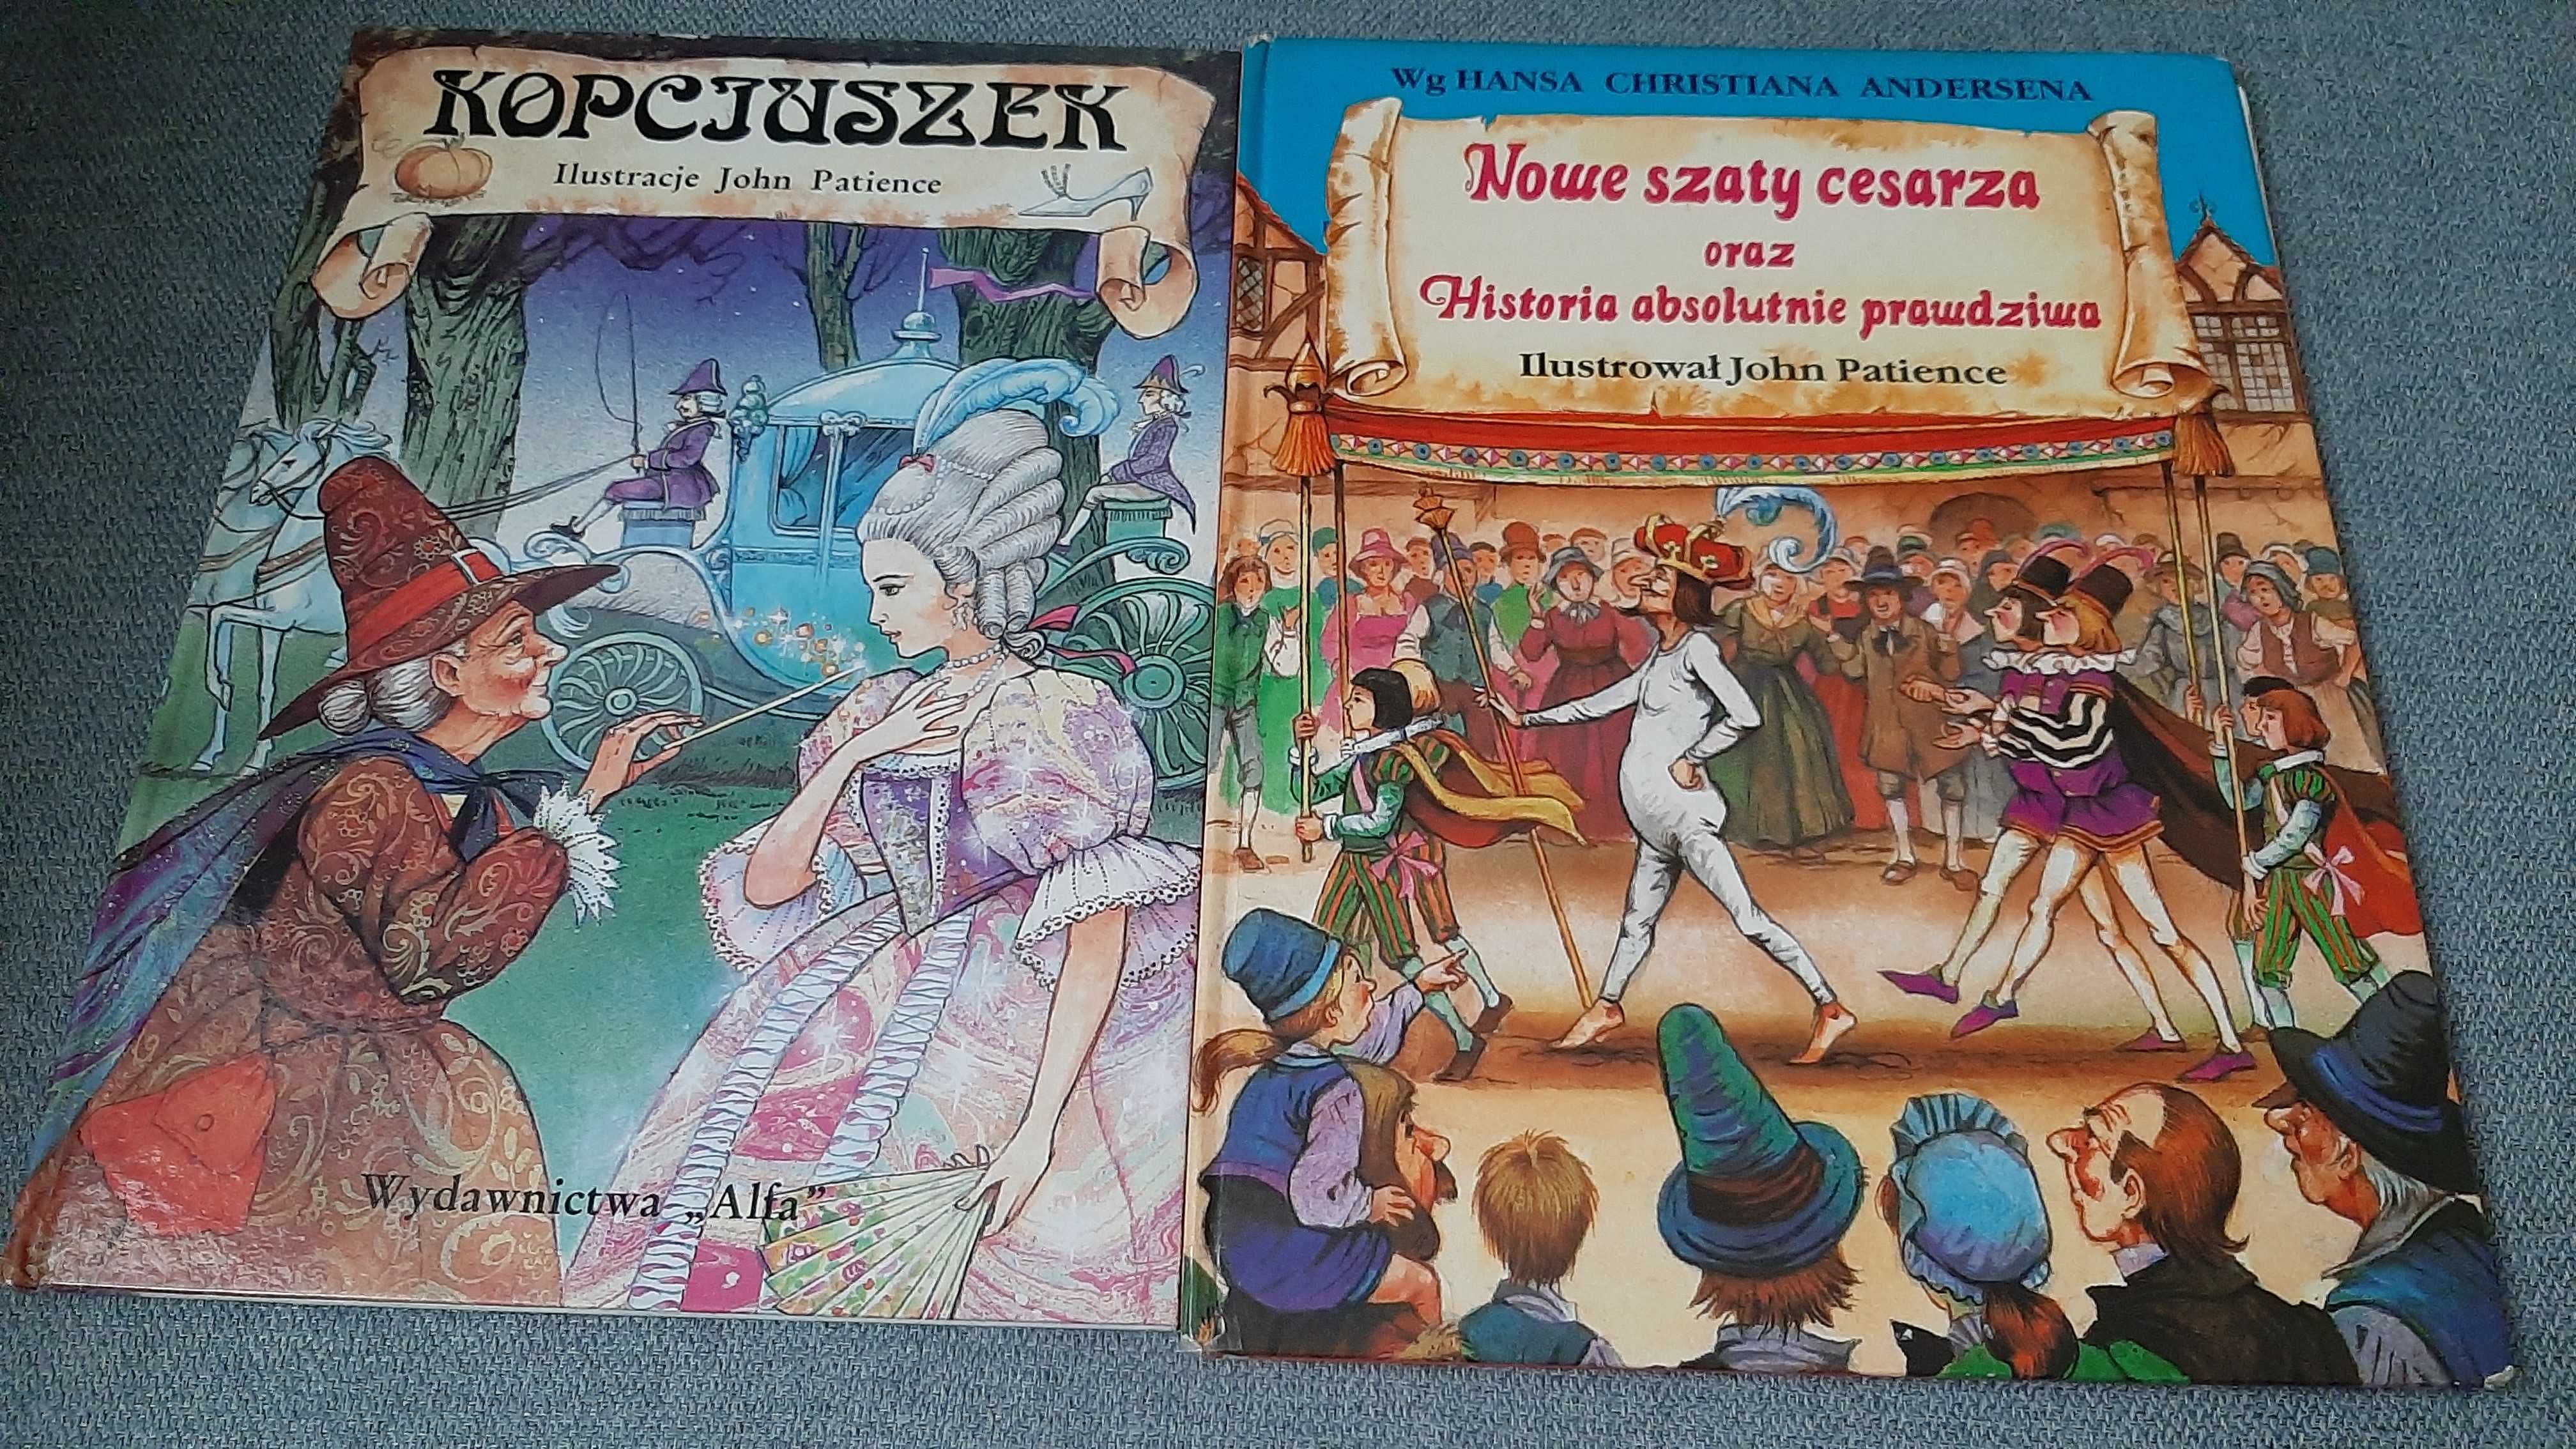 KOPCIUSZEK
Ilustracje John Patience
Wydawnictwa „Alfa”
Wg HANSA CHRISTIANA ANDERSENA
Nowe szaty cesarza
oraz
Historia absolutnie prawdziwa
Ilustrował John Patience